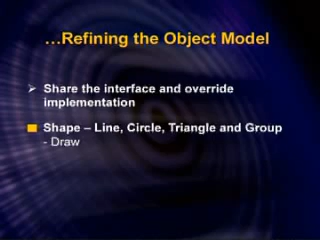 …Refining the Object Model
➢ Share the interface and override
implementation
■ Shape – Line, Circle, Triangle and Group
- Draw